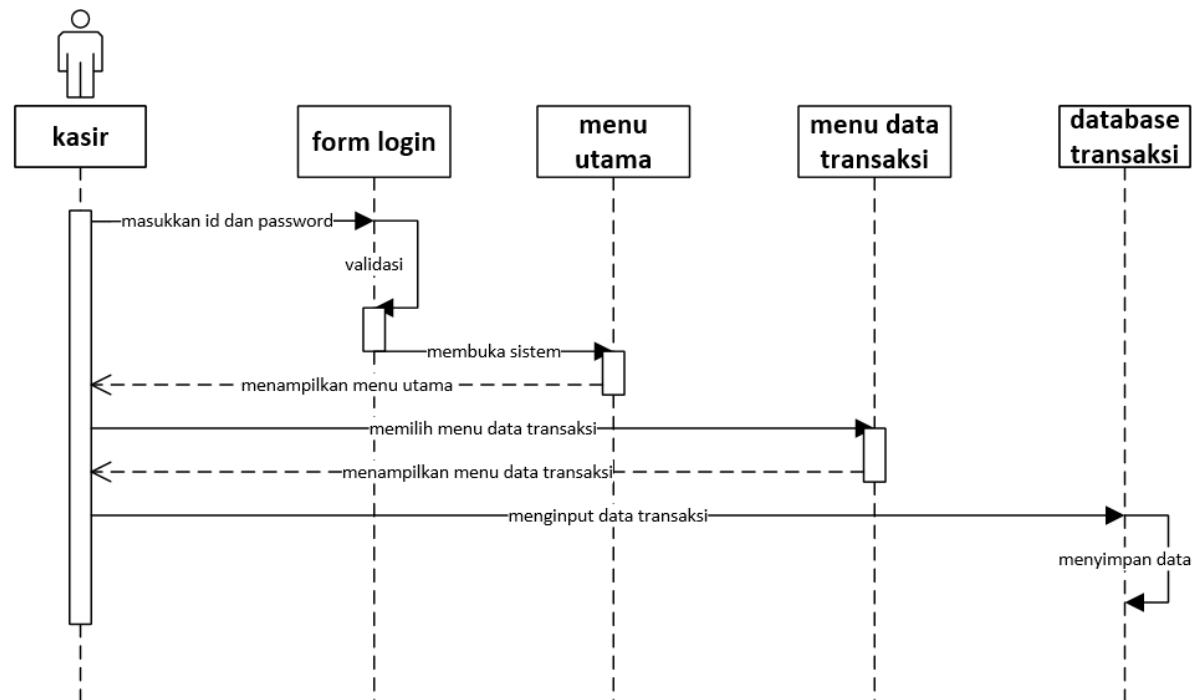 kasir
form login
menu
utama
menu data
transaksi
database
transaksi
masukkan id dan password
validasi
membuka sistem
menampilkan menu utama
memilih menu data transaksi
menampilkan menu data transaksi
menginput data transaksi
menyimpan data